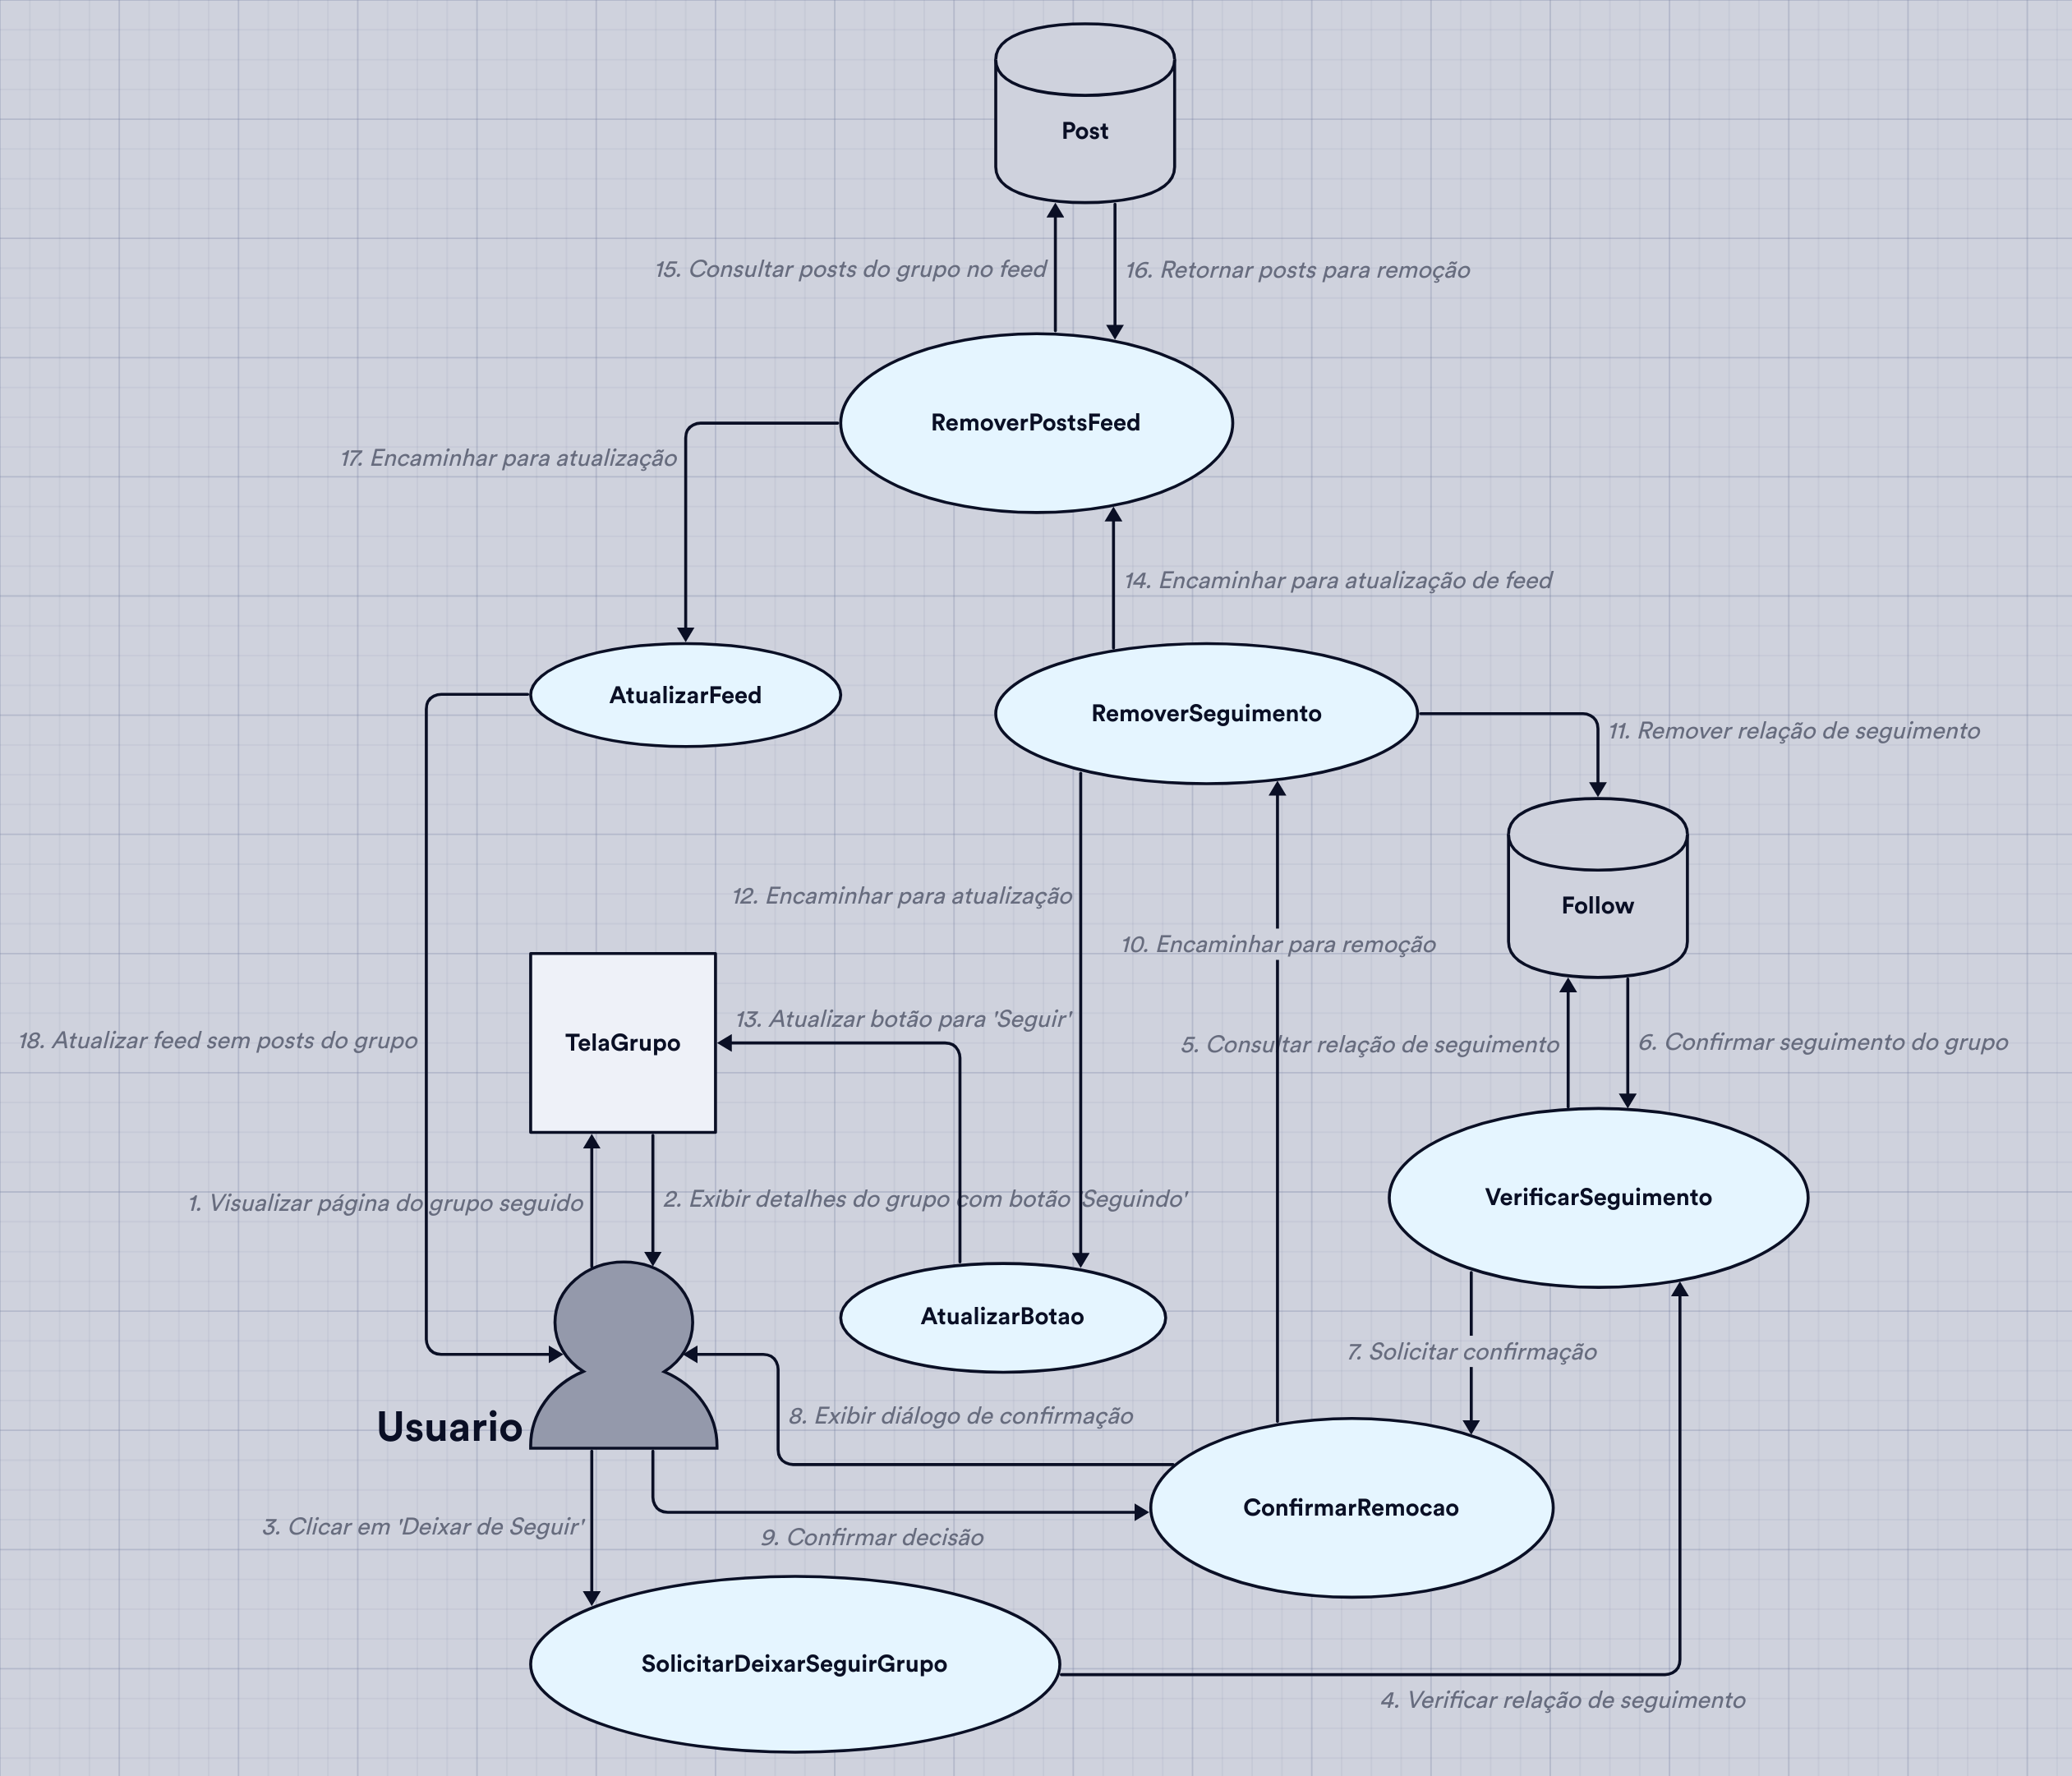 Post
15. Consultar posts do grupo no feed
16. Retornar posts para remoção
RemoverPostsFeed
17. Encaminhar para atualização
14. Encaminhar para atualização de feed
AtualizarFeed
RemoverSeguimento
11. Remover relação de seguimento
12. Encaminhar para atualização
Follow
10. Encaminhar para remoção
13. Atualizar botão para 'Seguir'
TelaGrupo
18. Atualizar feed sem posts do grupo
5. Consultar relação de seguimento
6. Confirmar seguimento do grupo
1. Visualizar página do grupo seguido
2. Exibir detalhes do grupo com botão 'Seguindo'
VerificarSeguimento
AtualizarBotao
7. Solicitar confirmação
8. Exibir diálogo de confirmação
Usuario
ConfirmarRemocao
3. Clicar em 'Deixar de Seguir'
9. Confirmar decisão
SolicitarDeixarSeguirGrupo
4. Verificar relação de seguimento